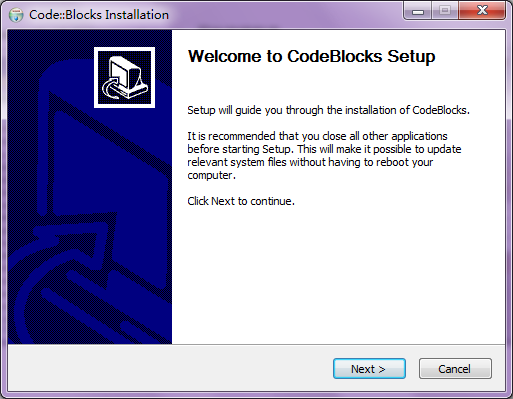 Code::Blocks Installation
Welcome to CodeBlocks Setup
Setup will guide you through the installation of CodeBlocks.
It is recommended that you close all other applications
before starting Setup. This will make it possible to update
relevant system files without having to reboot your
computer.
Click Next to continue.
Next >
Cancel